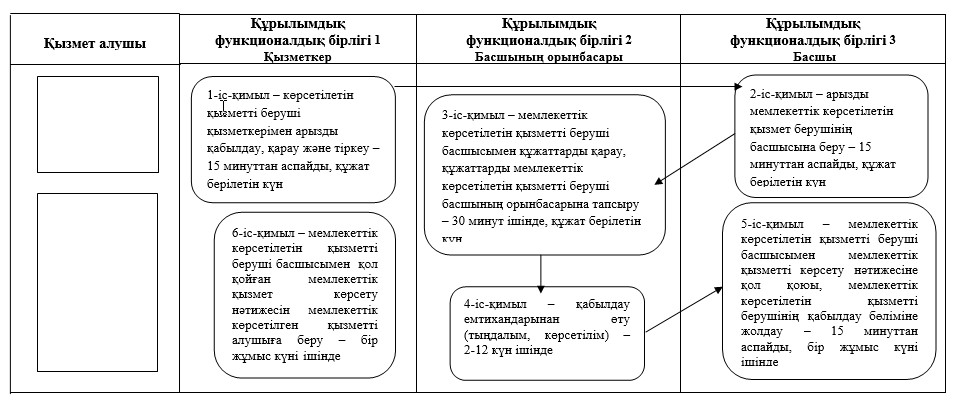 Қызмет алушы
Құрылымдық
функционалдық бірлігі 1
Қызметкер
Құрылымдық
функционалдық бірлігі 2
Басшының орынбасары
Құрылымдық
функционалдық бірлігі 3
Басшы
1-іс-қимыл – көрсетілетін
қызметті беруші
қызметкерімен арызды
қабылдау, қарау және тіркеу –
15 минуттан аспайды, құжат
берілетін күн
2-іс-қимыл – арызды
мемлекеттік көрсетілетін
қызмет берушінің
басшысына беру – 15
минуттан аспайды, құжат
берілетін күн
3-іс-қимыл – мемлекеттік
көрсетілетін қызметті беруші
басшысымен құжаттарды қарау,
құжаттарды мемлекеттік
көрсетілетін қызметті беруші
басшының орынбасарына тапсыру
– 30 минут ішінде, құжат берілетін
күн
4-іс-қимыл – қабылдау
емтихандарынан өту
(тыңдалым, көрсетілім) –
2-12 күн ішінде
5-іс-қимыл – мемлекеттік
көрсетілетін қызметті беруші
басшысымен мемлекеттік
қызметті көрсету нәтижесіне
қол қоюы, мемлекеттік
көрсетілетін қызметті
берушінің қабылдау бөліміне
жолдау – 15 минуттан
аспайды, бір жұмыс күні
ішінде
6-іс-қимыл – мемлекеттік
көрсетілетін қызметті
беруші басшысымен қол
қойған мемлекеттік
қызмет көрсету
нәтижесін мемлекеттік
көрсетілген қызметті
алушыға беру – бір
жұмыс күні ішінде